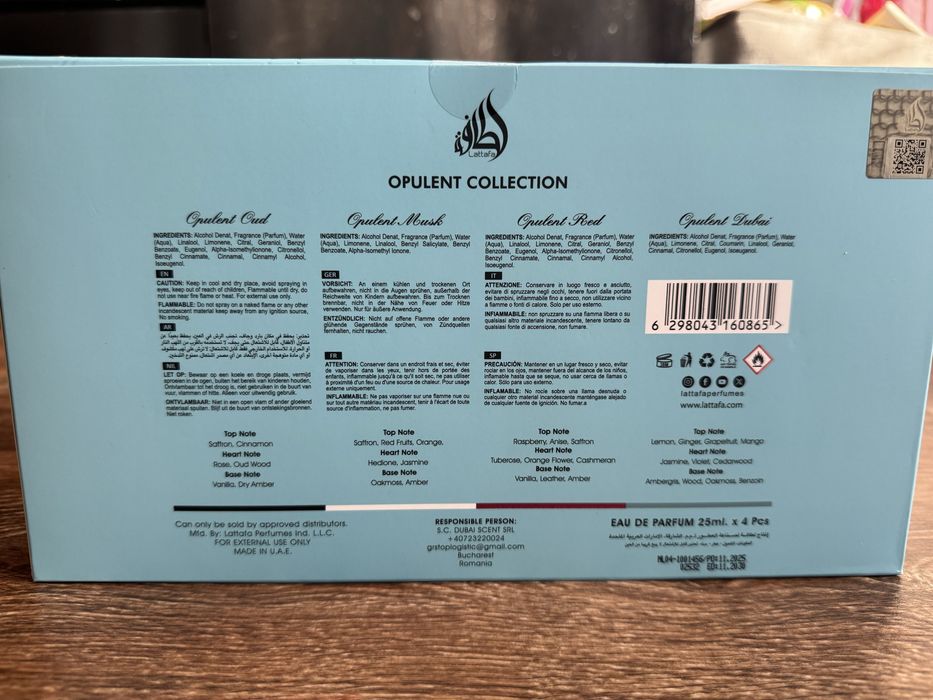 لطافة
Lattafa
OPULENT COLLECTION
Opulent Oud
INGREDIENTS: Alcohol Denat, Fragrance (Parfum), Water
(Aqua), Linalool, Limonene, Citral, Geraniol, Benzyl
Benzoate, Eugenol, Alpha-Isomethylionone, Citronellol,
Benzyl Cinnamate, Cinnamal, Cinnamyl Alcohol,
Isoeugenol.
EN
CAUTION: Keep in cool and dry place, avoid spraying in
eyes, keep out of reach of children, Flammable until dry, do
not use near fire flame or heat. For external use only.
FLAMMABLE: Do not spray on a naked flame or any other
incandescent material keep away from any ignition source,
No smoking.
AR
NIL
LET OP: Bewaar op een koele en droge plaats, vermijd
sproeien in de ogen, buiten het bereik van kinderen houden,
Ontvlambaar tot het droog is, niet gebruiken in de buurt van
vuur, vlammen of hitte. Alleen voor uitwendig gebruik.
ONTVLAMBAAR: Niet in een open vlam of ander gloeiend
materiaal spuiten. Blijf uit de buurt van ontstekingsbronnen.
Niet roken.
Top Note
Saffron, Cinnamon
Heart Note
Rose, Oud Wood
Base Note
Vanilla, Dry Amber
Opulent Musk
INGREDIENTS: Alcohol Denat, Fragrance (Parfum), Water
(Aqua), Limonene, Linalool, Benzyl Salicylate, Benzyl
Benzoate, Alpha-Isomethyl Ionone.
GER
VORSICHT: An einem kühlen und trockenen Ort
aufbewahren, nicht in die Augen sprühen, außerhalb der
Reichweite von Kindern aufbewahren. Bis zum Trocknen
brennbar, nicht in der Nähe von Feuer oder Hitze
verwenden. Nur für äußere Anwendung.
ENTZÜNDLICH: Nicht auf offene Flamme oder andere
glühende Gegenstände sprühen, von Zündquellen
fernhalten, nicht rauchen.
FR
ATTENTION: Conserver dans un endroit frais et sec, éviter
de vaporiser dans les yeux, tenir hors de portée des
enfants, inflammable jusqu'à ce qu'il soit sec, ne pas utiliser
à proximité d'un feu ou d'une source de chaleur. Pour usage
externe uniquement.
INFLAMMABLE: Ne pas vaporiser sur une flamme nue ou
sur tout autre matériau incandescent, tenir à l'écart de toute
source d'inflammation, ne pas fumer.
Top Note
Saffron, Red Fruits, Orange,
Heart Note
Hedione, Jasmine
Base Note
Oakmoss, Amber
Opulent Red
INGREDIENTS: Alcohol Denat, Fragrance (Parfum), Water
(Aqua), Linalool, Limonene, Citral, Geraniol, Benzyl
Benzoate, Eugenol, Alpha-Isomethylionone, Citronellol,
Benzyl Cinnamate, Cinnamal, Cinnamyl Alcohol,
Isoeugenol.
IT
ATTENZIONE: Conservare in luogo fresco e asciutto,
evitare di spruzzare negli occhi, tenere fuori dalla portata
dei bambini, infiammabile fino a secco, non utilizzare vicino
a fiamme o fonti di calore. Solo per uso esterno.
INFIAMMABILE: non spruzzare su una fiamma libera o su
qualsiasi altro materiale incandescente, tenere lontano da
qualsiasi fonte di accensione, non fumare.
SP
PRECAUCIÓN: Mantener en un lugar fresco y seco, evitar
rociar en los ojos, mantener fuera del alcance de los niños,
inflamable hasta que se seque, no usar cerca de llamas o
calor. Sólo para uso externo.
INFLAMABLE: No rocíe sobre una llama desnuda o
cualquier otro material incandescente manténgase alejado
de cualquier fuente de ignición. No fumar.a
Top Note
Raspberry, Anise, Saffron
Heart Note
Tuberose, Orange Flower, Cashmeran
Base Note
Vanilla, Leather, Amber
Opulent Dubai
INGREDIENTS: Alcohol Denat, Fragrance (Parfum), Water
(Aqua), Limonene, Citral, Coumarin, Linalool, Geraniol,
Cinnamal, Citronellol, Eugenol, Isoeugenol.
6 298043 160865 >
lattafaperfumes
www.lattafa.com
Top Note
Lemon, Ginger, Grapefruit, Mango
Heart Note
Jasmine, Violet, Cedarwood
Base Note
Ambergris, Wood, Oakmoss, Benzoin
Can only be sold by approved distributors.
Mfd. By: Lattafa Perfumes Ind. L.L.C.
FOR EXTERNAL USE ONLY
MADE IN U.A.E.
RESPONSIBLE PERSON:
S.C. DUBAI SCENT SRL
+40723220024
grstoplogistic@gmail.com
Bucharest
Romania
EAU DE PARFUM 25ml. x 4 Pcs
NL04-1001456/PD:11.2025
02532 ED:11.2030